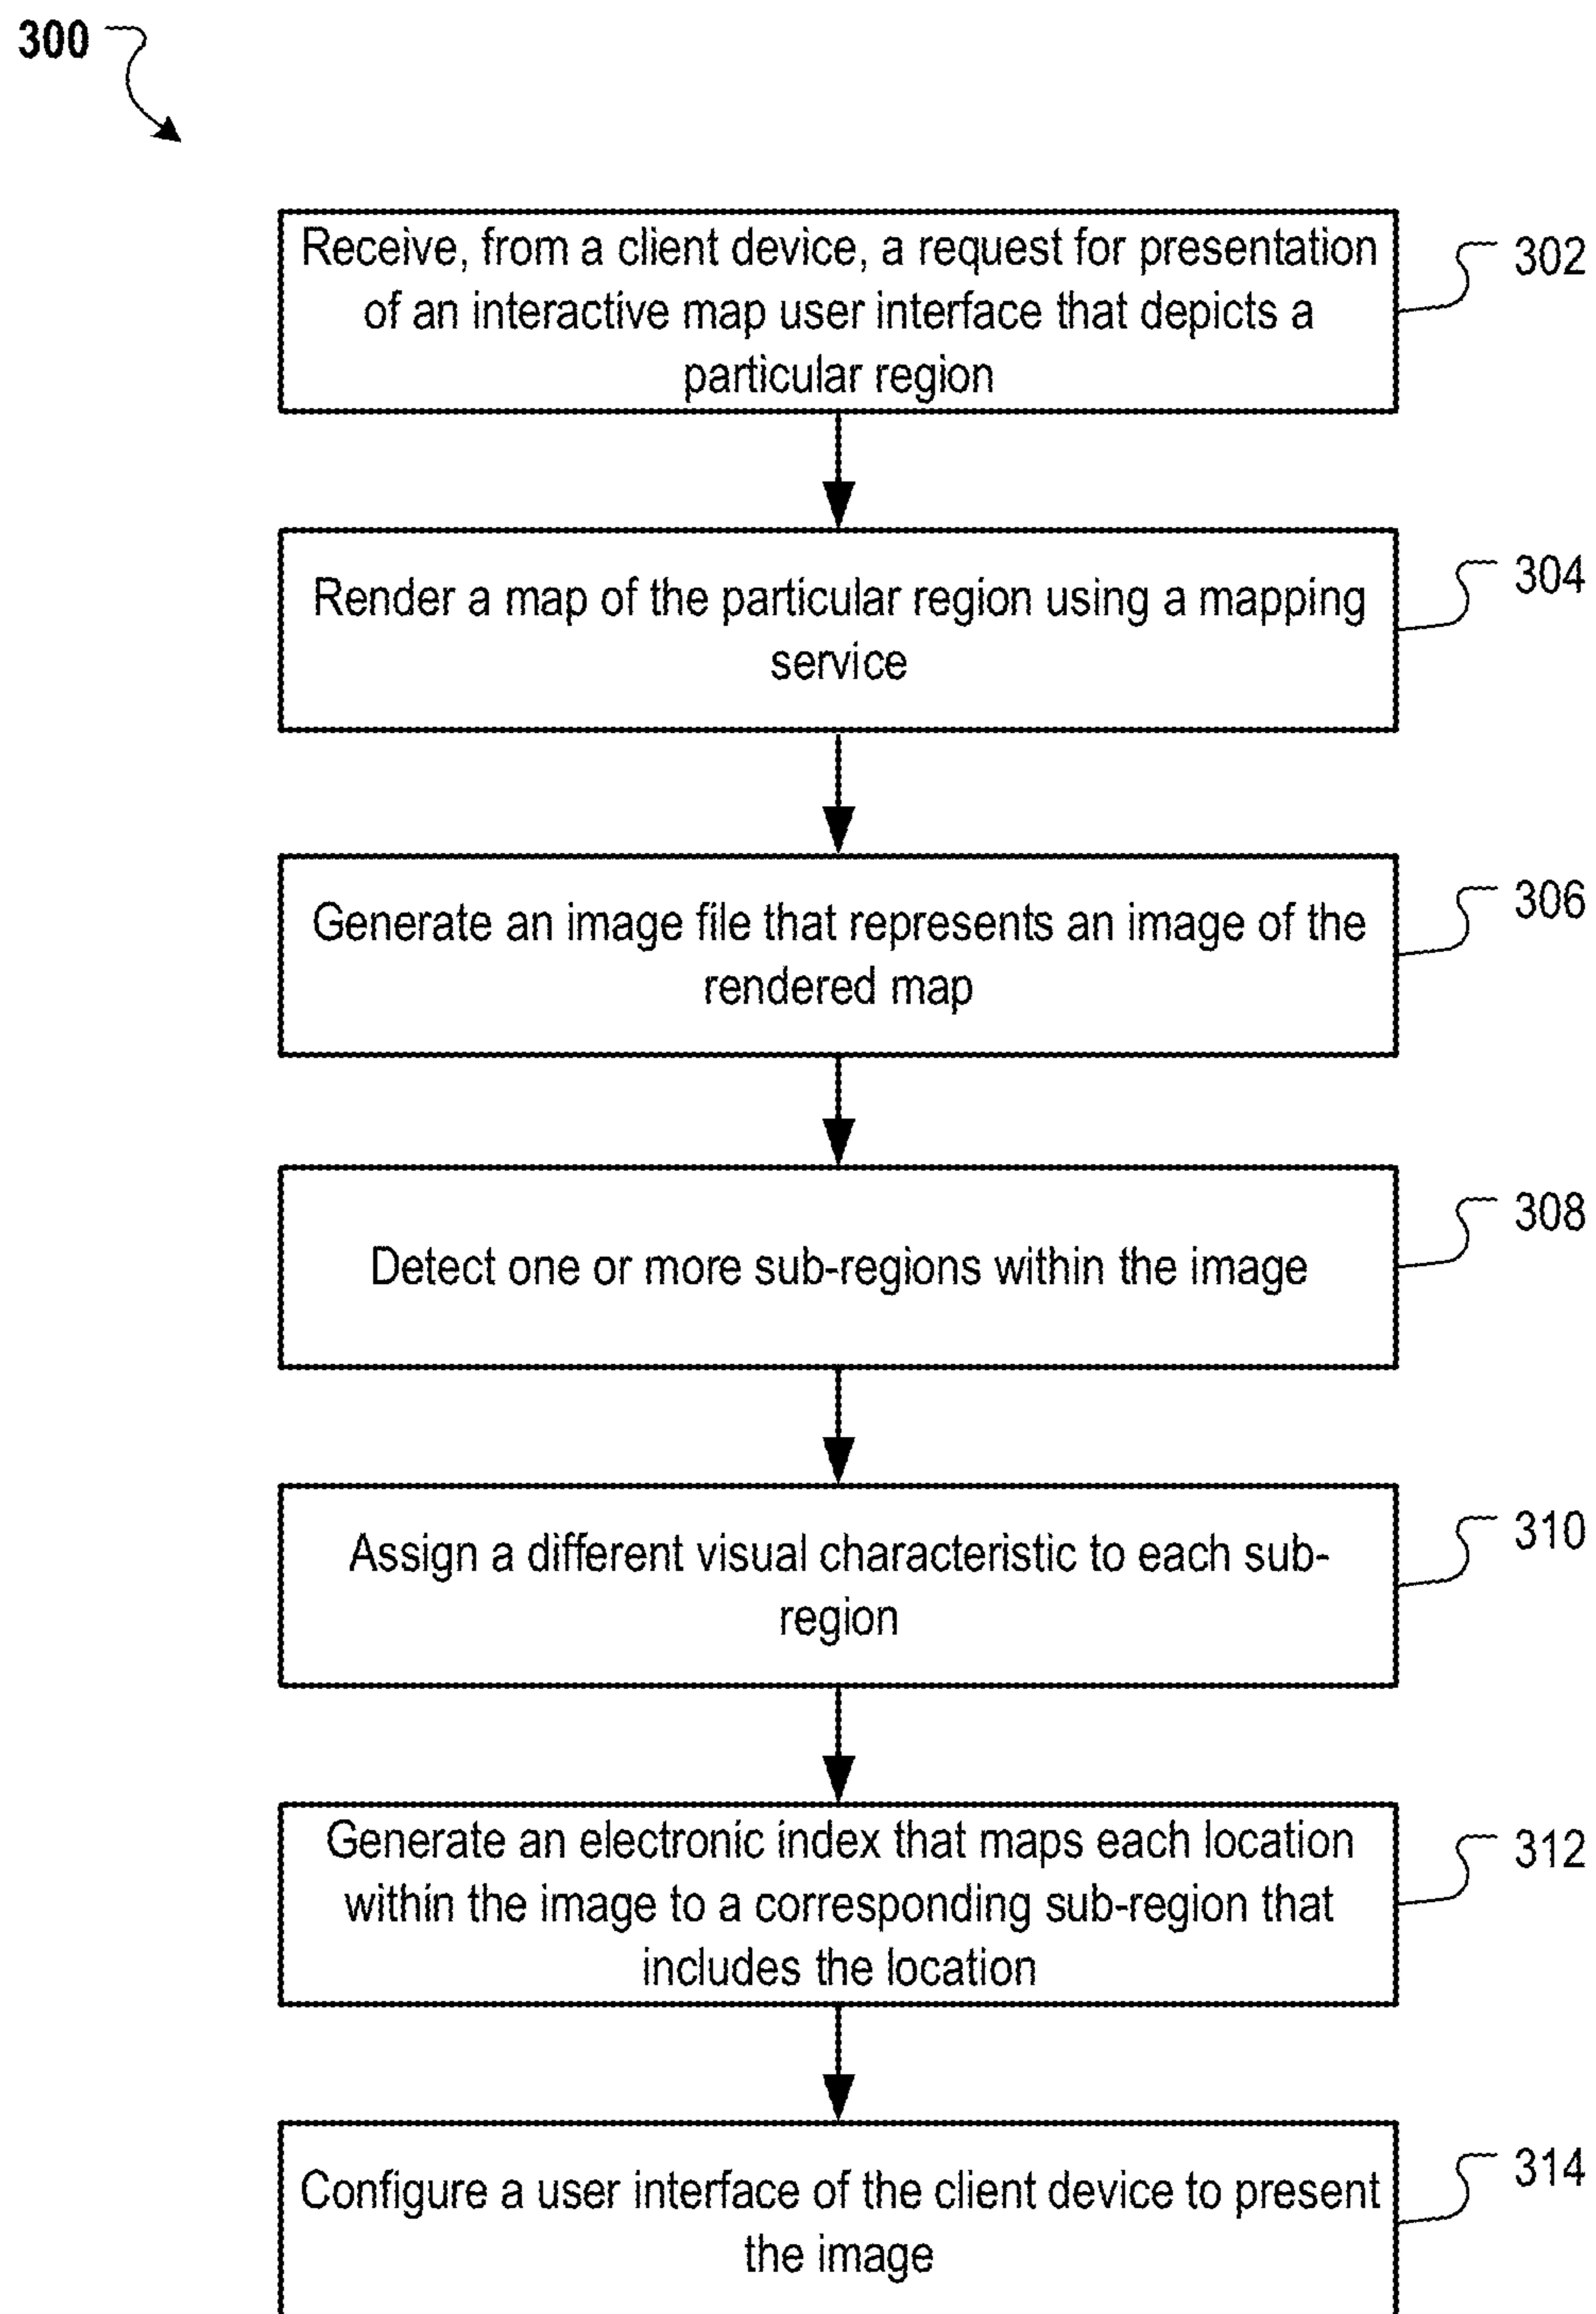 300
Receive, from a client device, a request for presentation
of an interactive map user interface that depicts a
particular region
302
Render a map of the particular region using a mapping
service
304
Generate an image file that represents an image of the
rendered map
306
Detect one or more sub-regions within the image
308
Assign a different visual characteristic to each sub-
region
310
Generate an electronic index that maps each location
within the image to a corresponding sub-region that
includes the location
312
Configure a user interface of the client device to present
the image
314